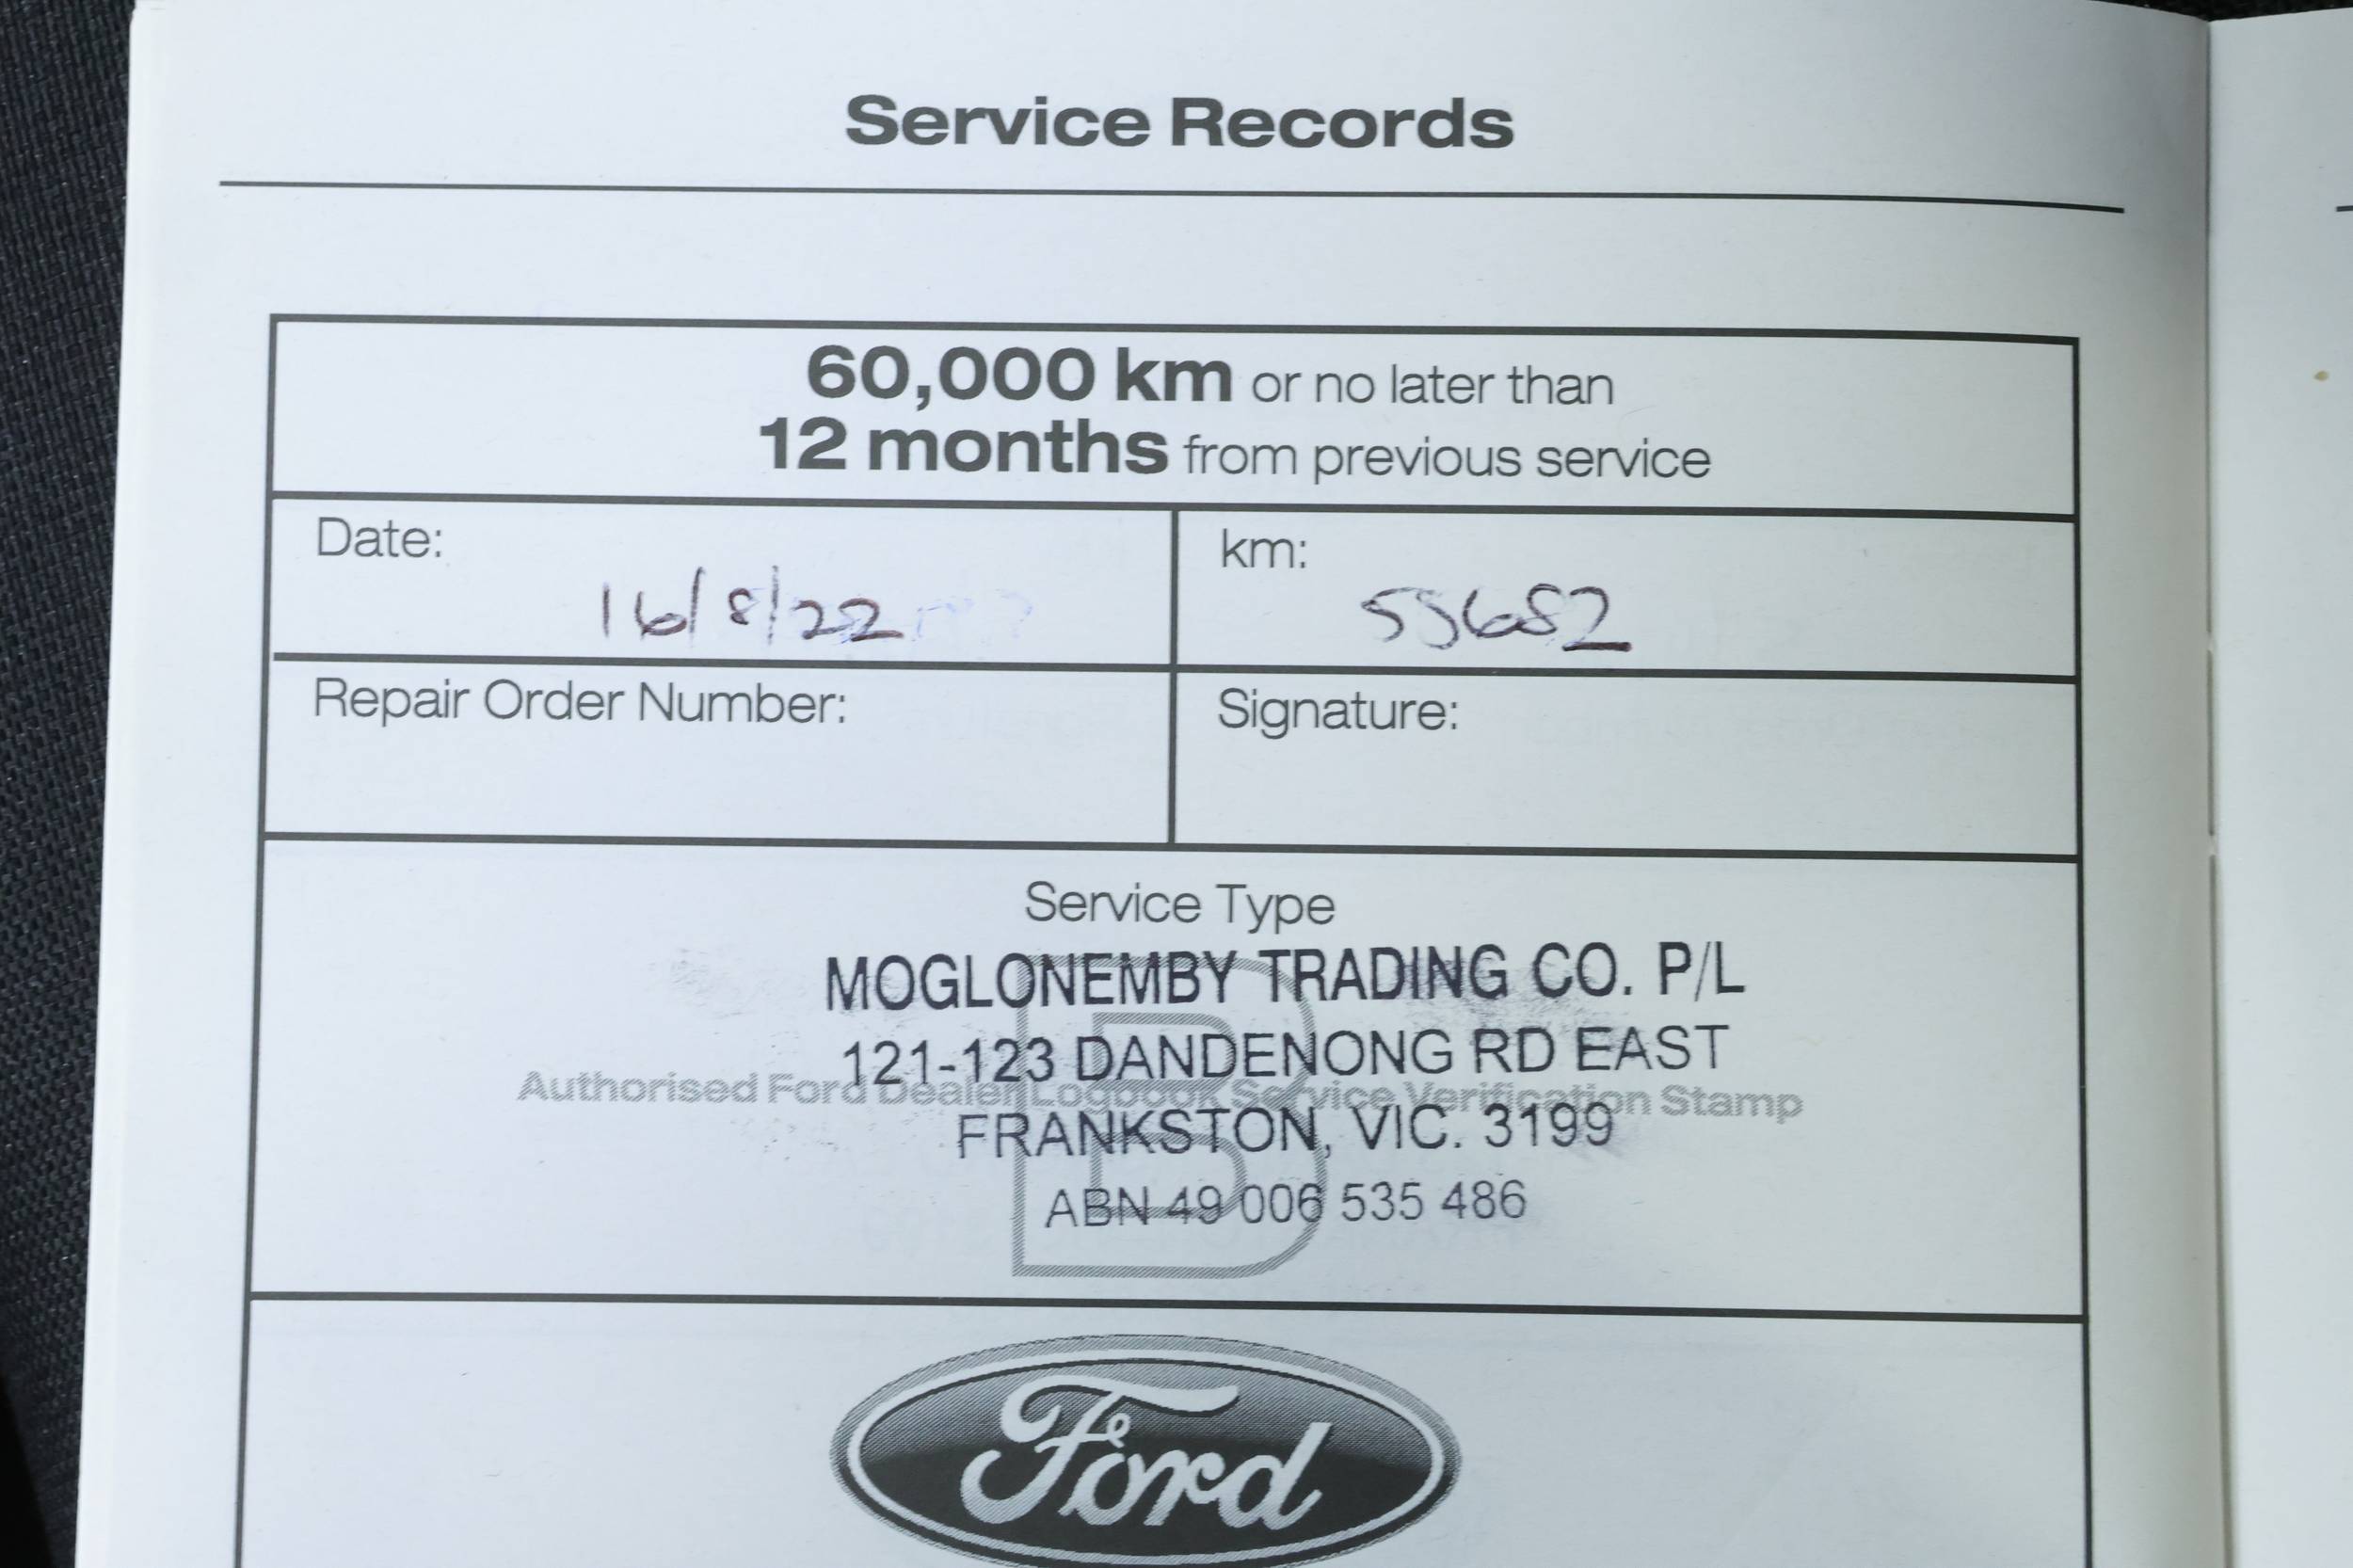 Service Records
60,000 km or no later than
12 months from previous service
Date:
16/8/22
km:
55652
Repair Order Number:
Signature:
Service Type
B
MOGLONEMBY TRADING CO. P/L
121-123 DANDENONG RD EAST
Authorised Ford Dealer Logbook Service Verification Stamp
FRANKSTON, VIC. 3199
ABN 49 006 535 486
Ford